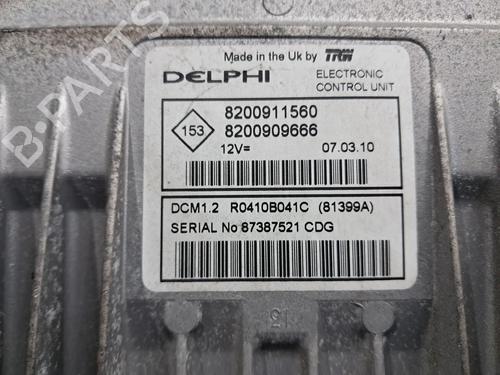 Made in the Uk by TRW
DELPHI ELECTRONIC CONTROL UNIT
153
8200911560
8200909666
12V= 07.03.10
DCM1.2 R0410B041C (81399A)
SERIAL No 87387521 CDG
B-PARTS